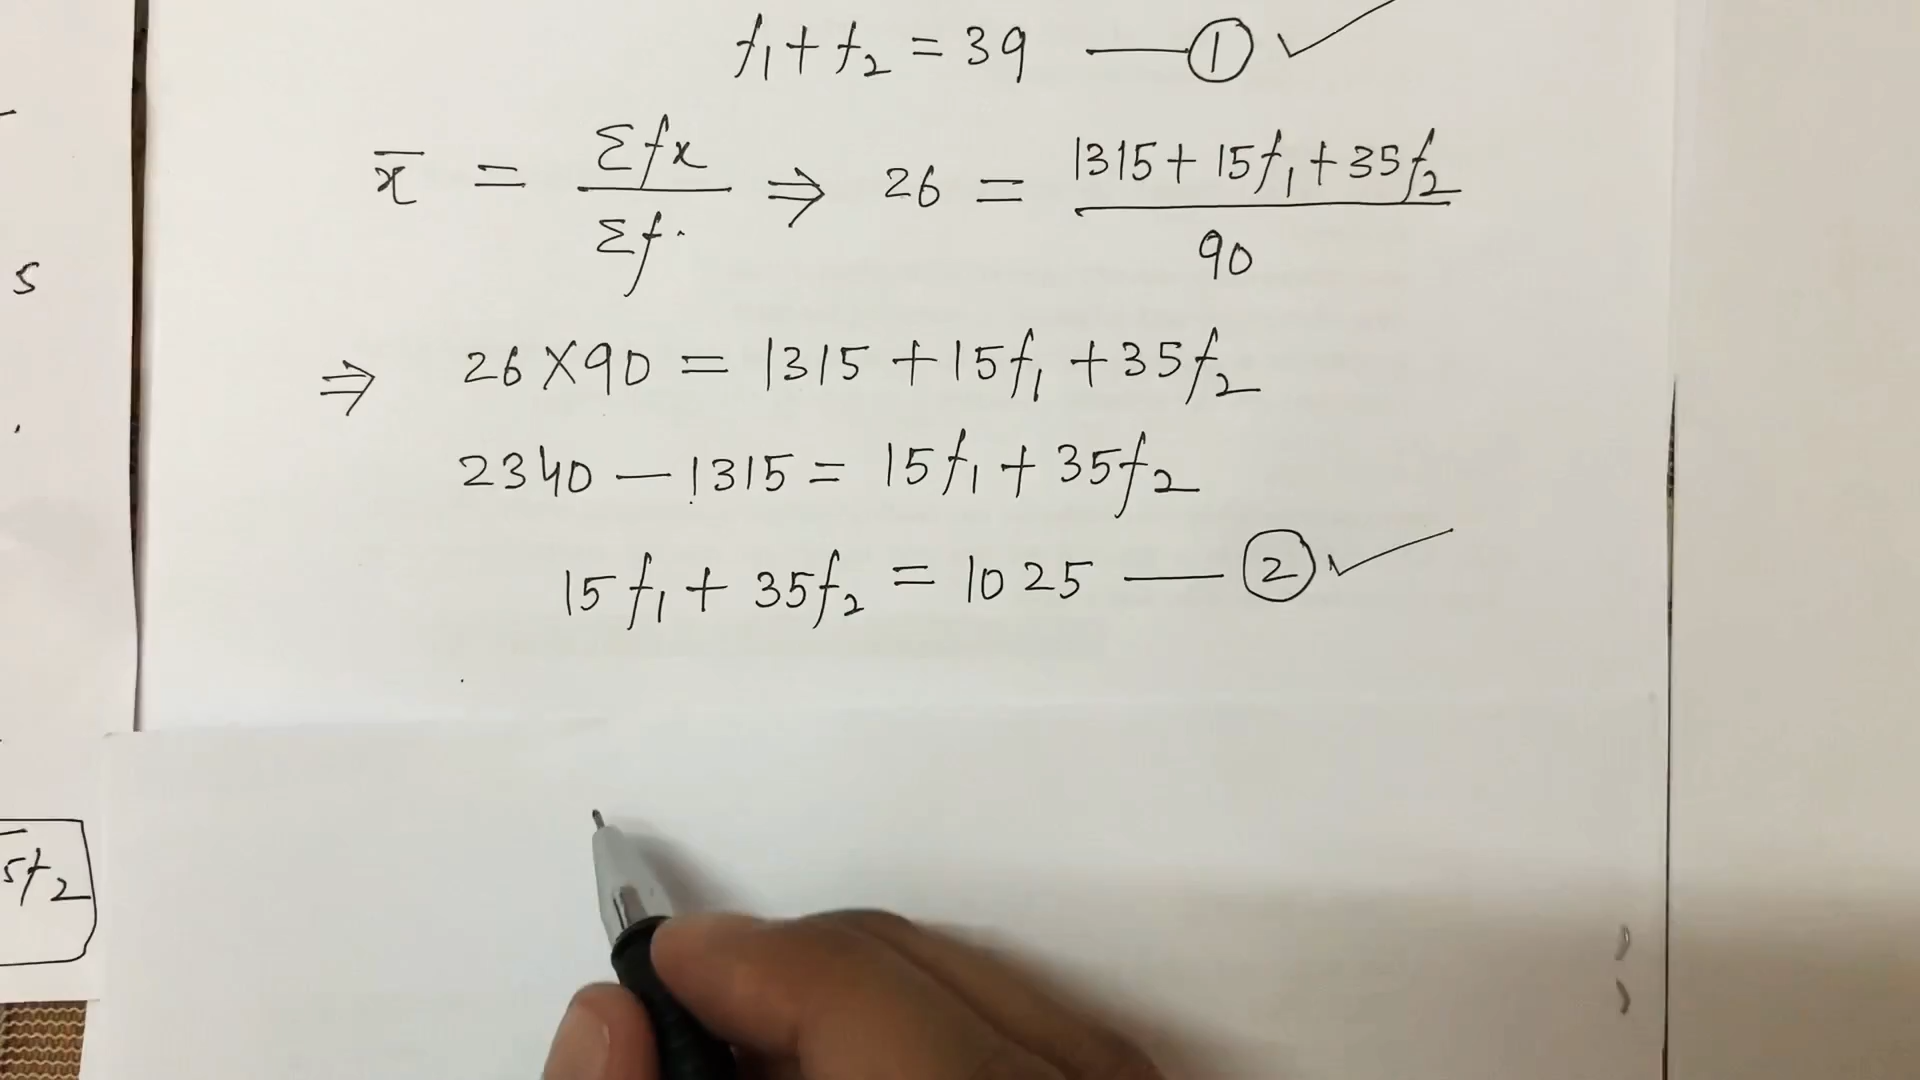 f₁ + f₂ = 39 — ① ✓
x̄ = Σfx / Σf ⇒ 26 = (1315 + 15f₁ + 35f₂) / 90
s
⇒ 26 × 90 = 1315 + 15f₁ + 35f₂
2340 — 1315 = 15f₁ + 35f₂
15f₁ + 35f₂ = 1025 — ② ✓
5f₂